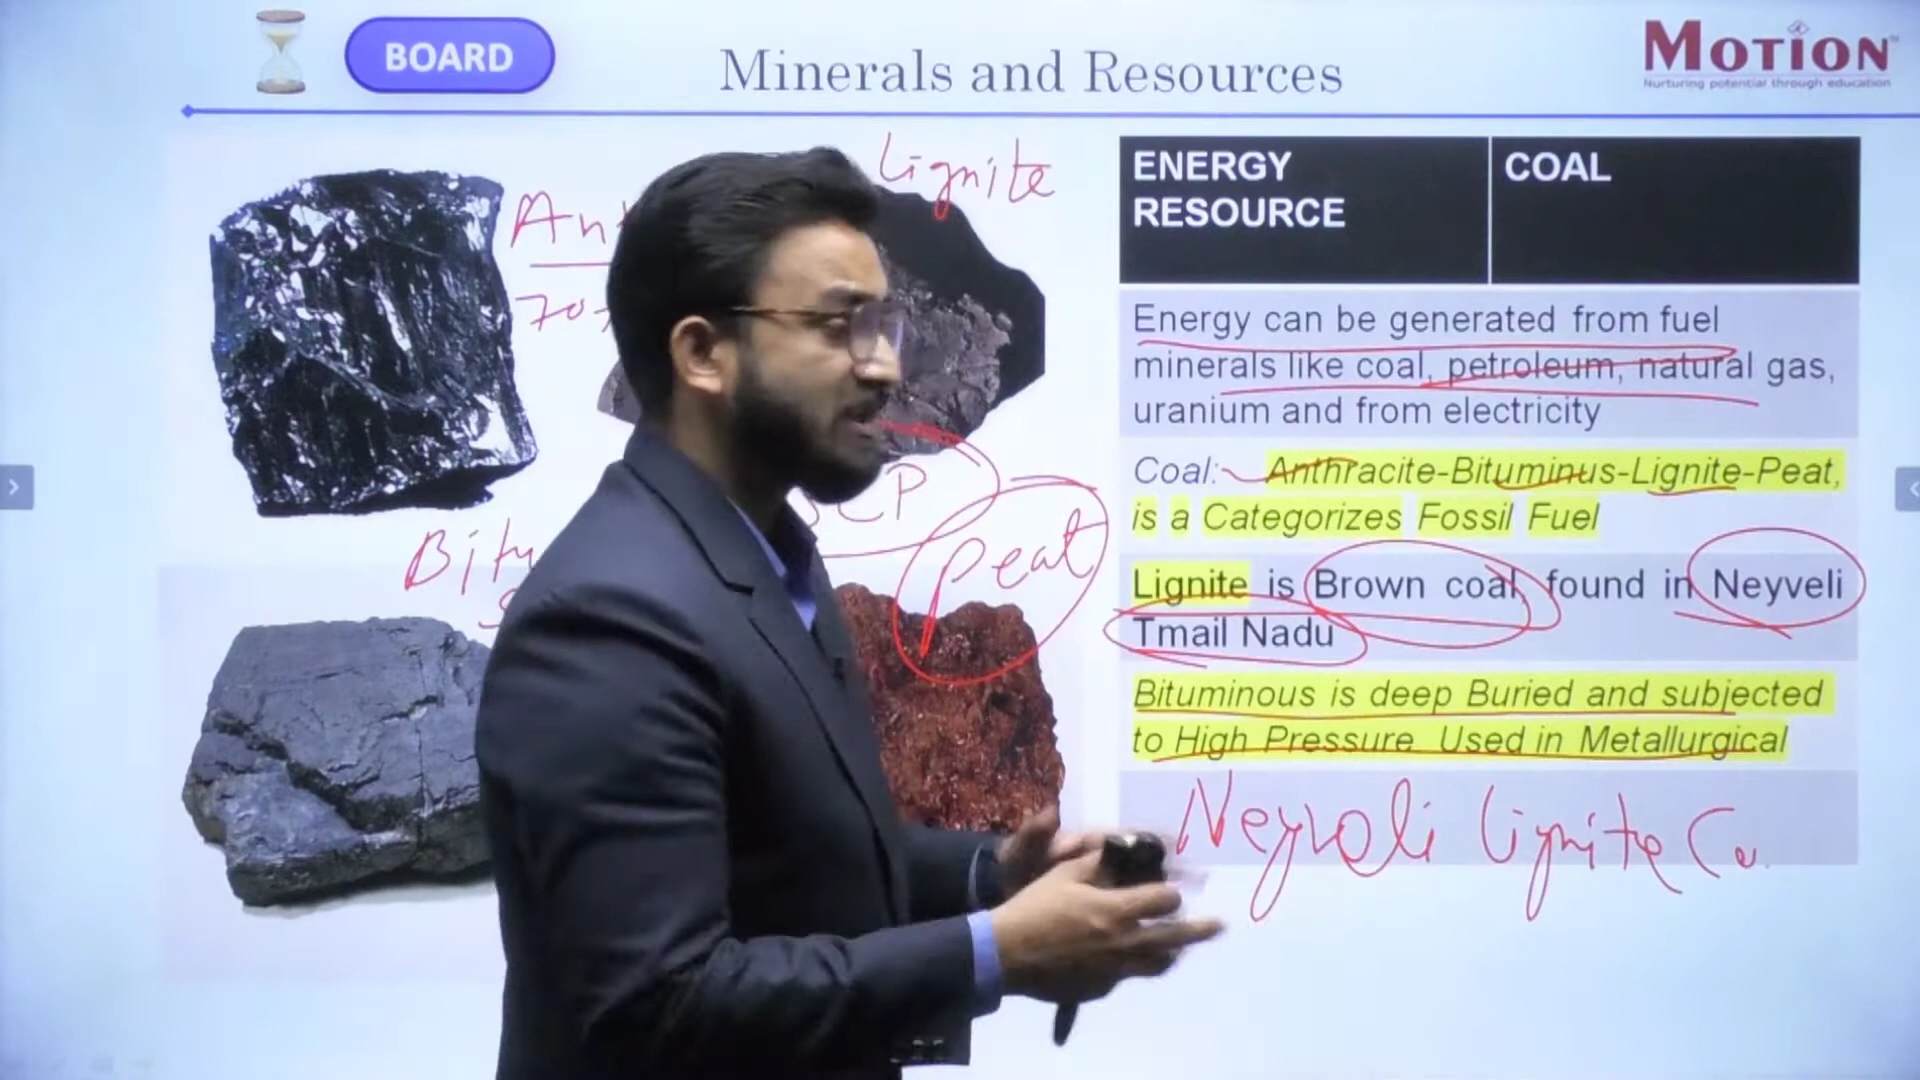 BOARD
Minerals and Resources
MOTION
Nurturing potential through education
Lignite
ENERGY RESOURCE
COAL
Energy can be generated from fuel
minerals like coal, petroleum, natural gas,
uranium and from electricity
Coal: Anthracite-Bituminus-Lignite-Peat,
is a Categorizes Fossil Fuel
Lignite is Brown coal, found in Neyveli
Tmail Nadu
Bituminous is deep Buried and subjected
to High Pressure Used in Metallurgical
Neyveli Lignite Co.
Peat